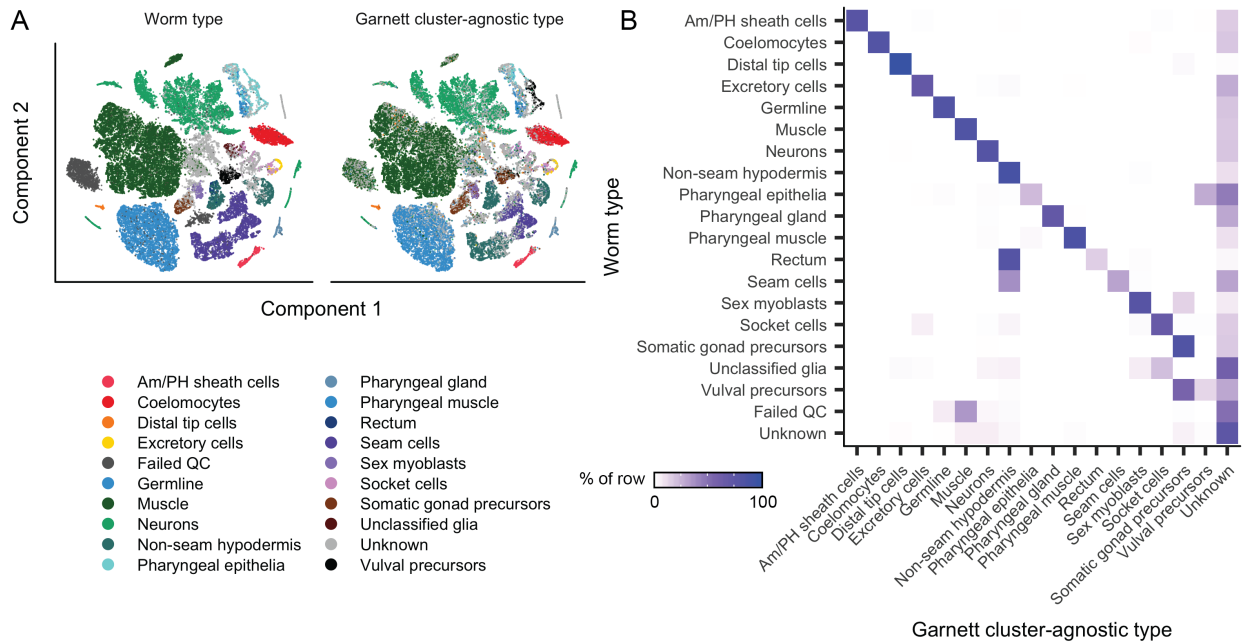 A
Worm type
Garnett cluster-agnostic type
Component 2
Component 1
Am/PH sheath cells
Coelomocytes
Distal tip cells
Excretory cells
Failed QC
Germline
Muscle
Neurons
Non-seam hypodermis
Pharyngeal epithelia
Pharyngeal gland
Pharyngeal muscle
Rectum
Seam cells
Sex myoblasts
Socket cells
Somatic gonad precursors
Unclassified glia
Unknown
Vulval precursors
B
Worm type
Am/PH sheath cells
Coelomocytes
Distal tip cells
Excretory cells
Germline
Muscle
Neurons
Non-seam hypodermis
Pharyngeal epithelia
Pharyngeal gland
Pharyngeal muscle
Rectum
Seam cells
Sex myoblasts
Socket cells
Somatic gonad precursors
Unclassified glia
Vulval precursors
Failed QC
Unknown
% of row
0
100
Am/PH sheath cells
Coelomocytes
Distal tip cells
Excretory cells
Germline
Muscle
Neurons
Non-seam hypodermis
Pharyngeal epithelia
Pharyngeal gland
Pharyngeal muscle
Rectum
Seam cells
Sex myoblasts
Socket cells
Somatic gonad precursors
Vulval precursors
Unknown
Garnett cluster-agnostic type